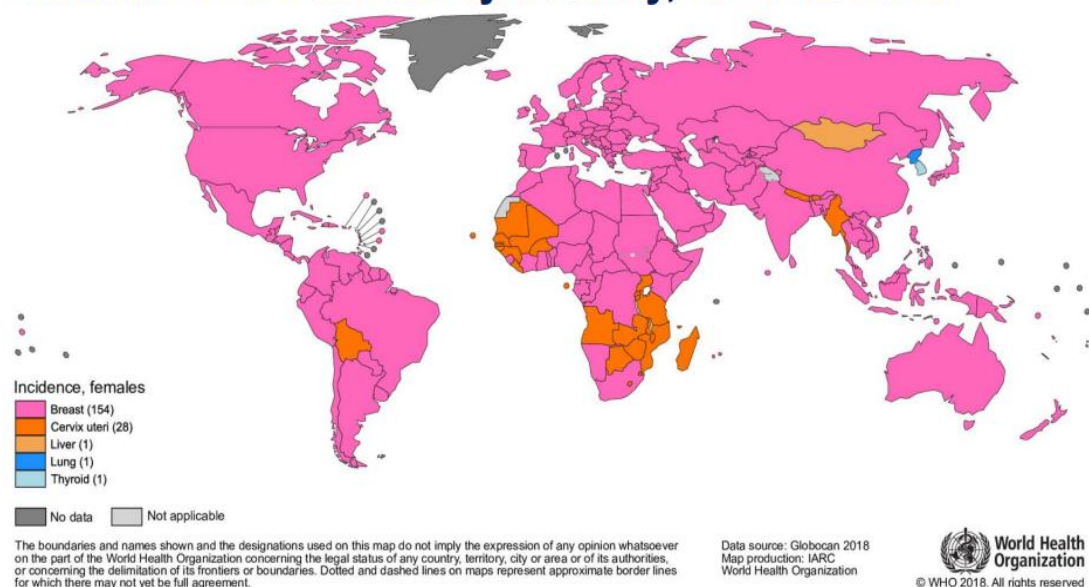 Incidence, females
Breast (154)
Cervix uteri (28)
Liver (1)
Lung (1)
Thyroid (1)
No data
Not applicable
The boundaries and names shown and the designations used on this map do not imply the expression of any opinion whatsoever
on the part of the World Health Organization concerning the legal status of any country, territory, city or area or of its authorities,
or concerning the delimitation of its frontiers or boundaries. Dotted and dashed lines on maps represent approximate border lines
for which there may not yet be full agreement.
Data source: Globocan 2018
Map production: IARC
World Health Organization
World Health
Organization
© WHO 2018. All rights reserve